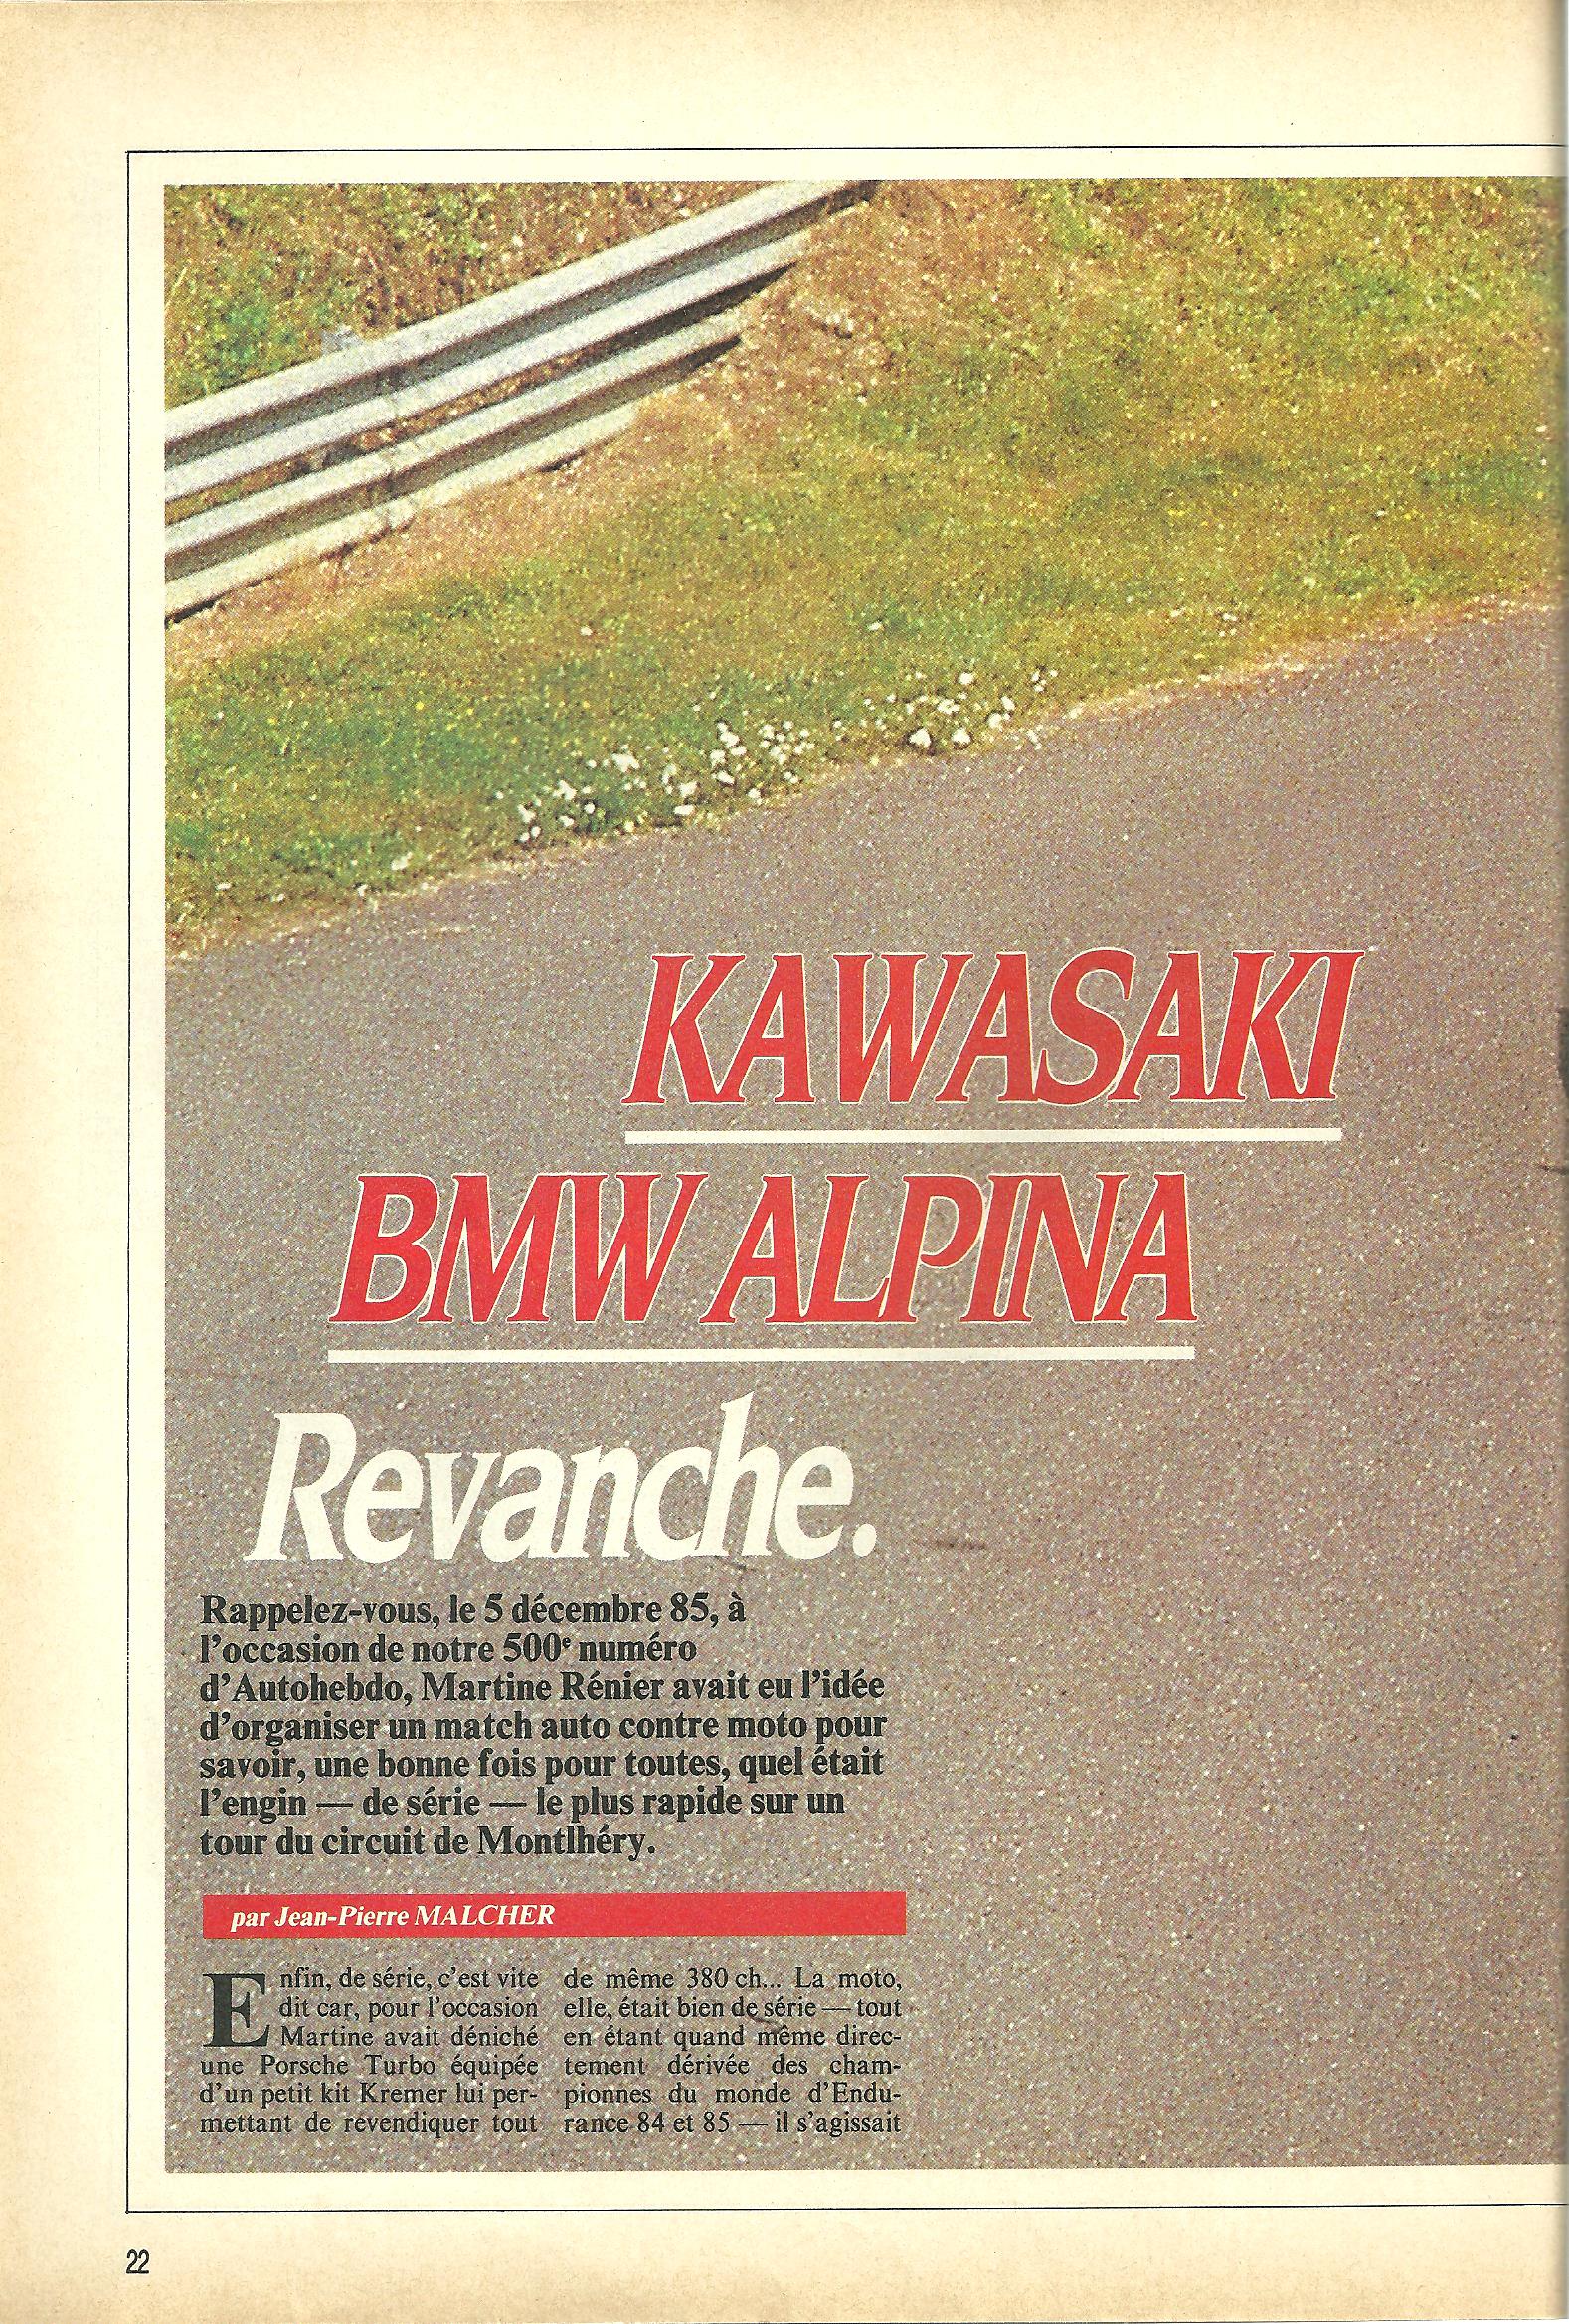 KAWASAKI
BMW ALPINA
Revanche.
Rappelez-vous, le 5 décembre 85, à
l'occasion de notre 500e numéro
d'Autohebdo, Martine Rénier avait eu l'idée
d'organiser un match auto contre moto pour
savoir, une bonne fois pour toutes, quel était
l'engin — de série — le plus rapide sur un
tour du circuit de Montlhéry.
par Jean-Pierre MALCHER
Enfin, de série, c'est vite
dit car, pour l'occasion
Martine avait déniché
une Porsche Turbo équipée
d'un petit kit Kremer lui per-
mettant de revendiquer tout
de même 380 ch... La moto,
elle, était bien de série — tout
en étant quand même direc-
tement dérivée des cham-
pionnes du monde d'Endu-
rance 84 et 85 — il s'agissait
22